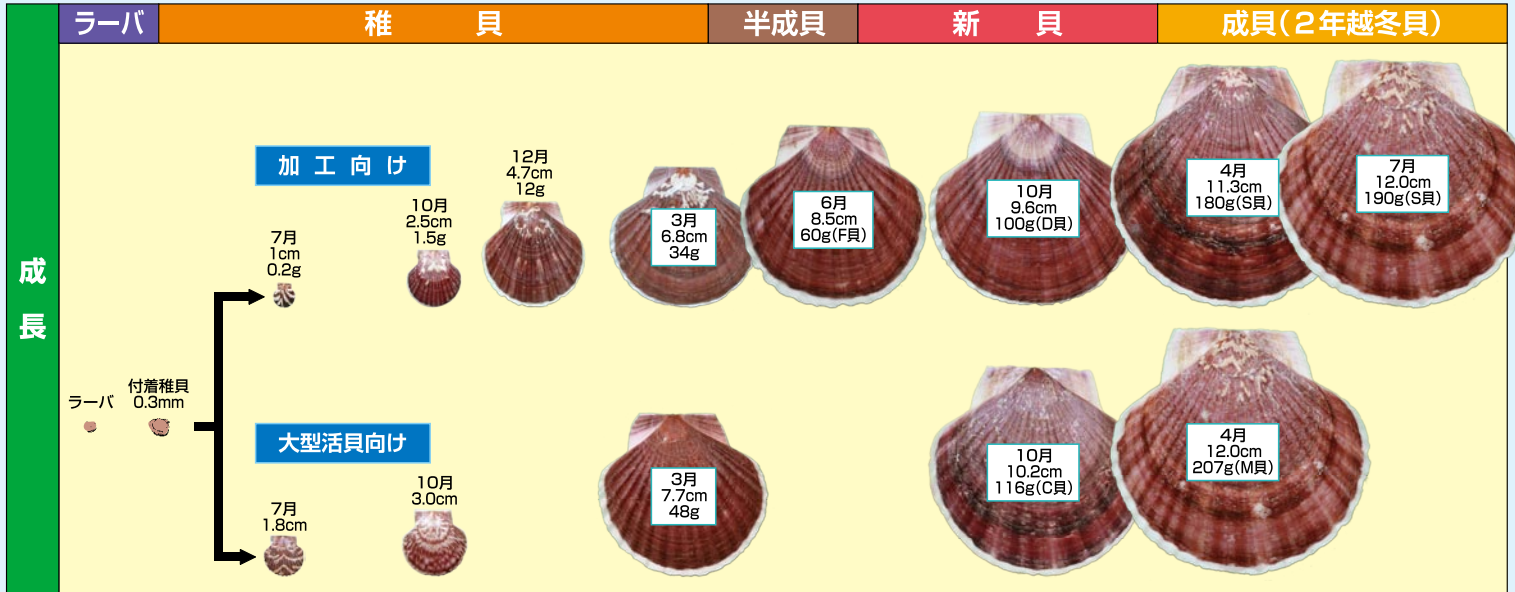 ラーバ
稚貝
半成貝
新貝
成貝(2年越冬貝)
成長
加工向け
7月
1cm
0.2g
10月
2.5cm
1.5g
12月
4.7cm
12g
3月
6.8cm
34g
6月
8.5cm
60g(F貝)
10月
9.6cm
100g(D貝)
4月
11.3cm
180g(S貝)
7月
12.0cm
190g(S貝)
ラーバ
付着稚貝
0.3mm
大型活貝向け
7月
1.8cm
10月
3.0cm
3月
7.7cm
48g
10月
10.2cm
116g(C貝)
4月
12.0cm
207g(M貝)